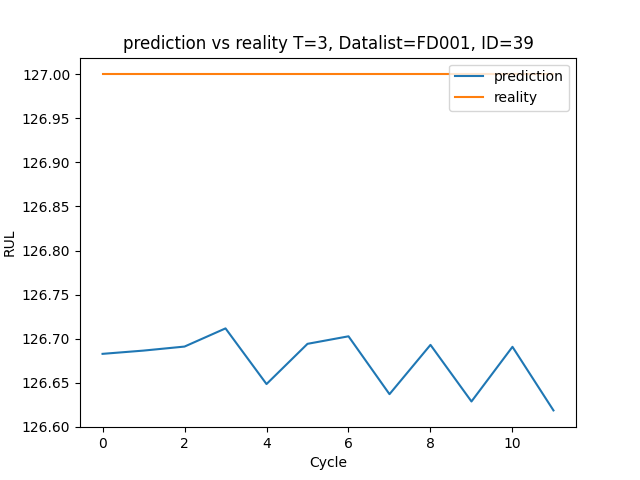 prediction vs reality T=3, Datalist=FD001, ID=39
127.00
126.95
126.90
126.85
126.80
126.75
126.70
126.65
126.60
RUL
prediction
reality
0 2 4 6 8 10
Cycle